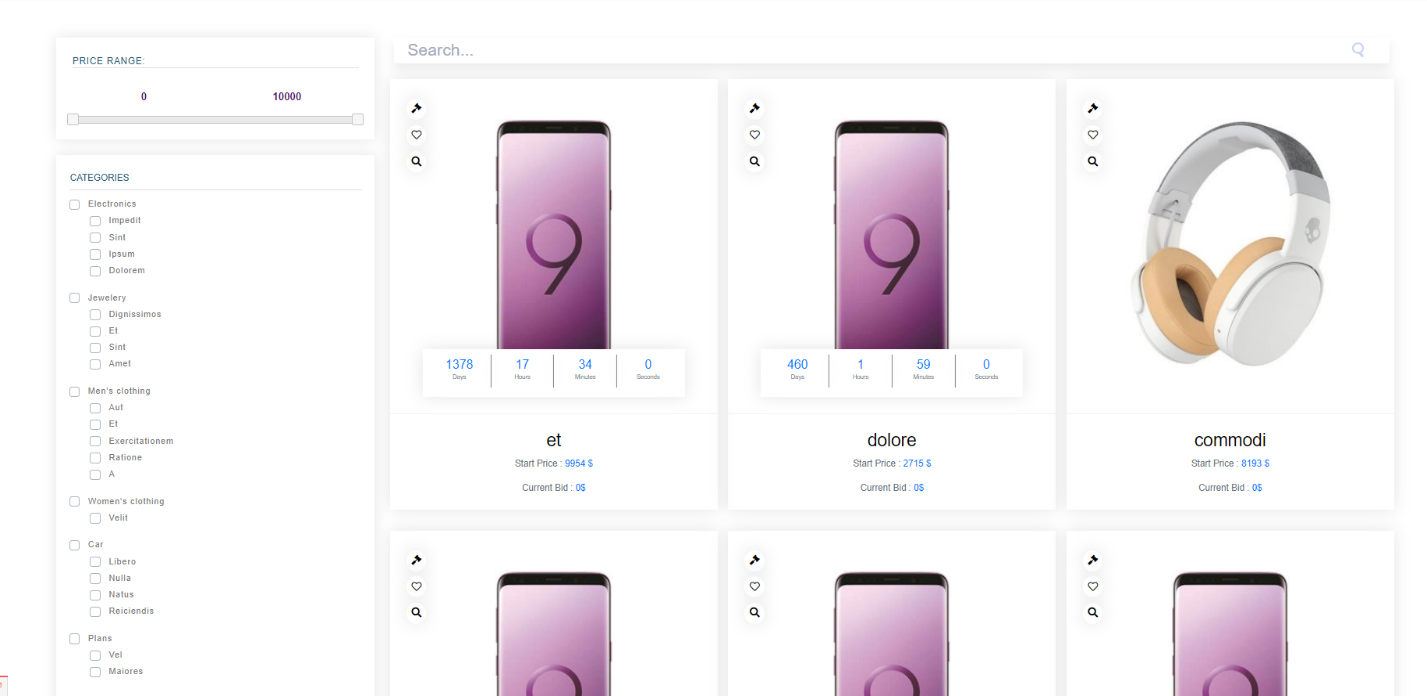 PRICE RANGE:
0 10000
CATEGORIES
Electronics
Impedit
Sint
Ipsum
Dolorem
Jewelery
Dignissimos
Et
Sint
Amet
Men's clothing
Aut
Et
Exercitationem
Ratione
A
Women's clothing
Velit
Car
Libero
Nulla
Natus
Reiciendis
Plans
Vel
Maiores
Search...
9
1378 17 34 0
Days Hours Minutes Seconds
et
Start Price : 9954 $
Current Bid : 0$
9
460 1 59 0
Days Hours Minutes Seconds
dolore
Start Price : 2715 $
Current Bid : 0$
commodi
Start Price : 8193 $
Current Bid : 0$